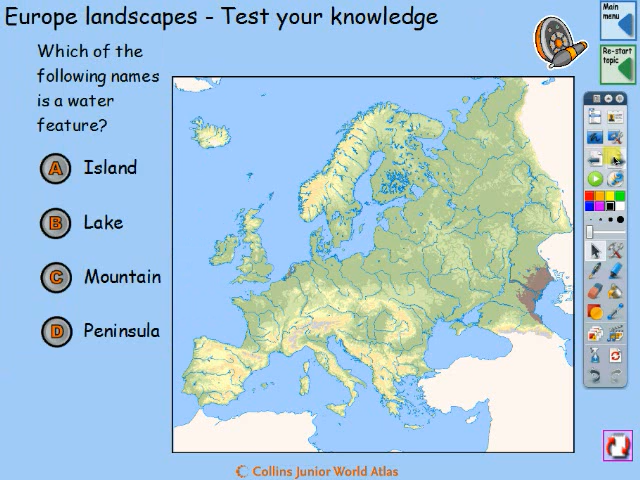 Europe landscapes - Test your knowledge
Main menu
Re-start topic
Which of the
following names
is a water
feature?
A Island
B Lake
C Mountain
D Peninsula
Collins Junior World Atlas